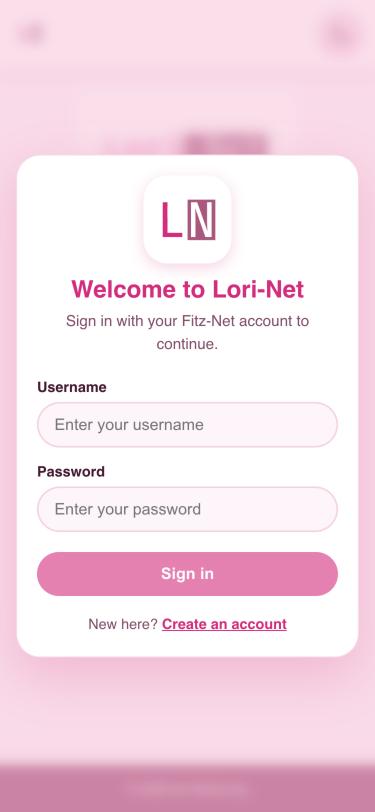 LN
Welcome to Lori-Net
Sign in with your Fitz-Net account to
continue.
Username
Enter your username
Password
Enter your password
Sign in
New here? Create an account